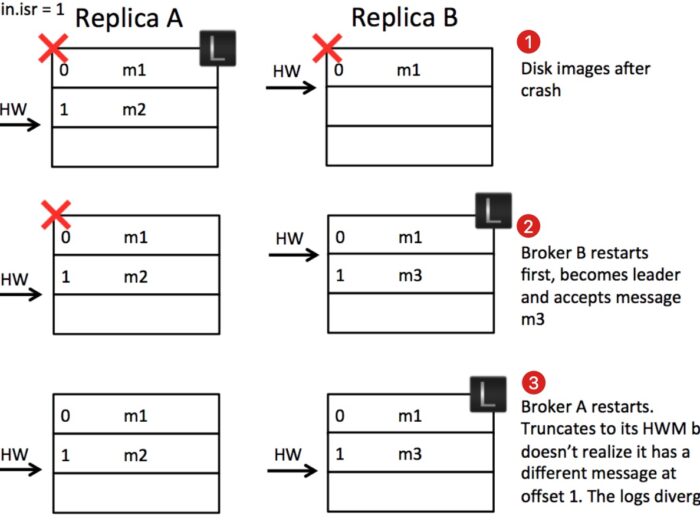 in.isr = 1
Replica A
Replica B
L
0 m1
HW
1 m2
HW
0 m1
1
Disk images after
crash
0 m1
HW
1 m2
L
HW
0 m1
1 m3
2
Broker B restarts
first, becomes leader
and accepts message
m3
0 m1
HW
1 m2
L
0 m1
HW
1 m3
3
Broker A restarts.
Truncates to its HWM b
doesn't realize it has a
different message at
offset 1. The logs diverg